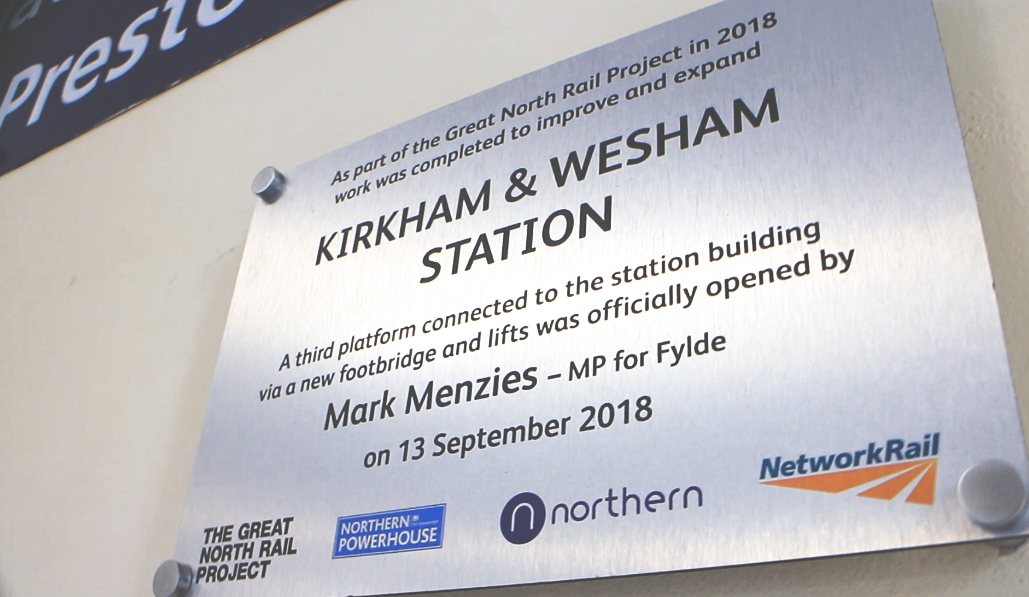 Presto
As part of the Great North Rail Project in 2018
work was completed to improve and expand
KIRKHAM & WESHAM
STATION
A third platform connected to the station building
via a new footbridge and lifts was officially opened by
Mark Menzies – MP for Fylde
on 13 September 2018
THE GREAT
NORTH RAIL
PROJECT
NORTHERN
POWERHOUSE
n northern
NetworkRail